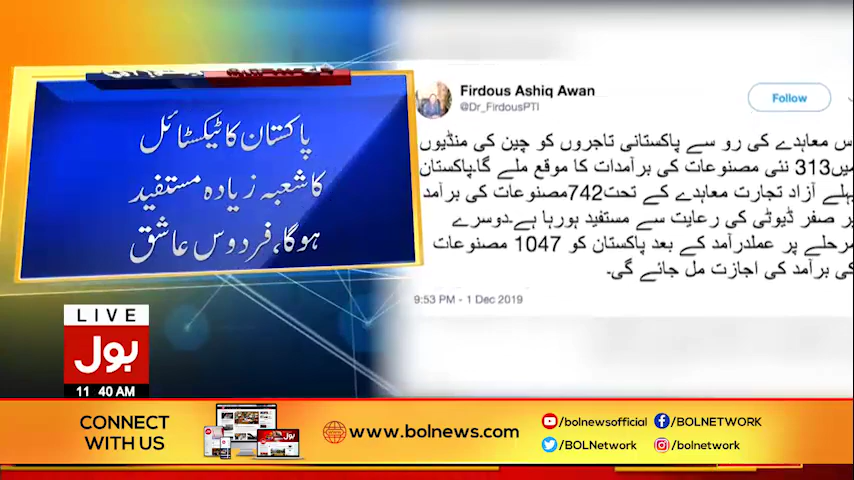 پاکستان کا ٹیکسٹائل
کا شعبہ زیادہ مستفید
ہوگا، فردوس عاشق
Firdous Ashiq Awan
@Dr_FirdousPTI
Follow
اس معاہدے کی رو سے پاکستانی تاجروں کو چین کی منڈیوں
میں313 نئی مصنوعات کی برآمدات کا موقع ملے گا۔پاکستان
پہلے آزاد تجارت معاہدے کے تحت742مصنوعات کی برآمد
پر صفر ڈیوٹی کی رعایت سے مستفید ہورہا ہے۔دوسرے
مرحلے پر عملدرآمد کے بعد پاکستان کو 1047 مصنوعات
کی برآمد کی اجازت مل جائے گی۔
9:53 PM - 1 Dec 2019
LIVE
بول
11 40 AM
CONNECT
WITH US
www.bolnews.com
/bolnewsofficial
/BOLNETWORK
/BOLNetwork
/bolnetwork